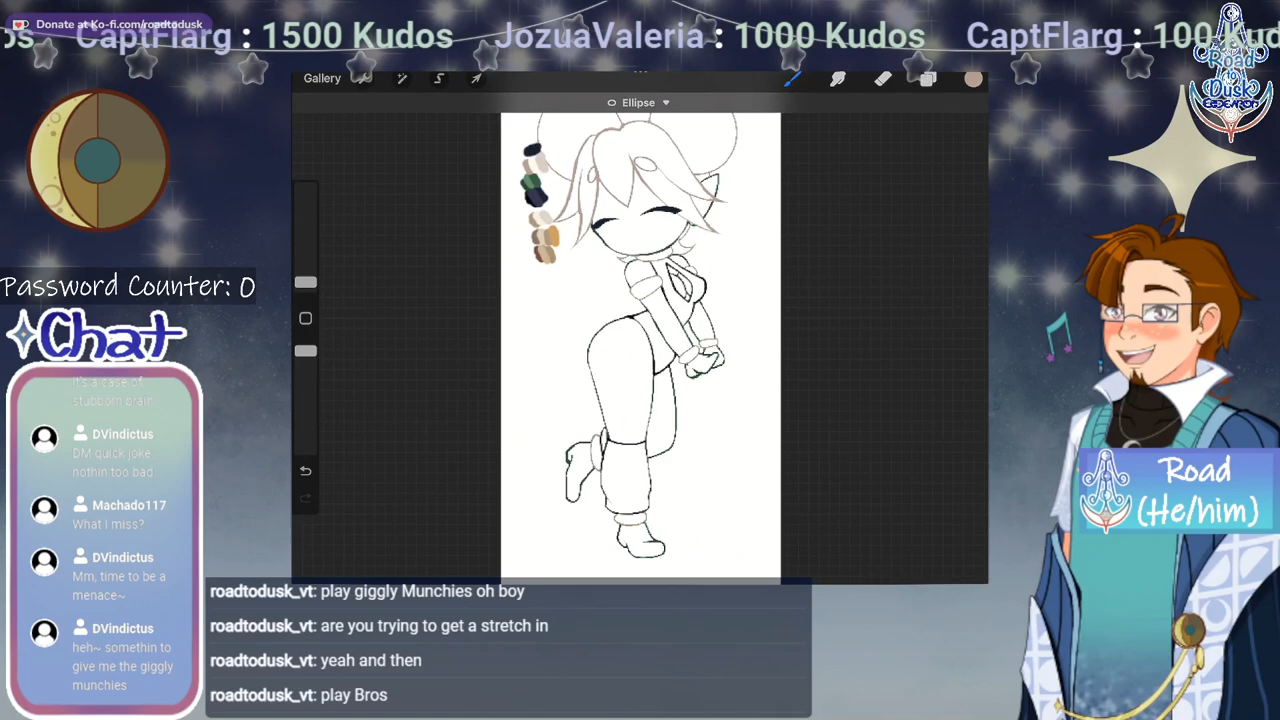 Donate at Ko-fi.com/roadtodusk
CaptFlarg : 1500 Kudos JozuaValeria : 1000 Kudos CaptFlarg : 100
Road
to
Dusk
Gallery
Ellipse
Password Counter: 0
Chat
It's a case of
stubborn brain
DVindictus
DM quick joke
nothin too bad
Machado117
What I miss?
DVindictus
Mm, time to be a
menace~
DVindictus
heh~ somethin to
give me the giggly
munchies
roadtodusk_vt: play giggly Munchies oh boy
roadtodusk_vt: are you trying to get a stretch in
roadtodusk_vt: yeah and then
roadtodusk_vt: play Bros
Road
(He/him)